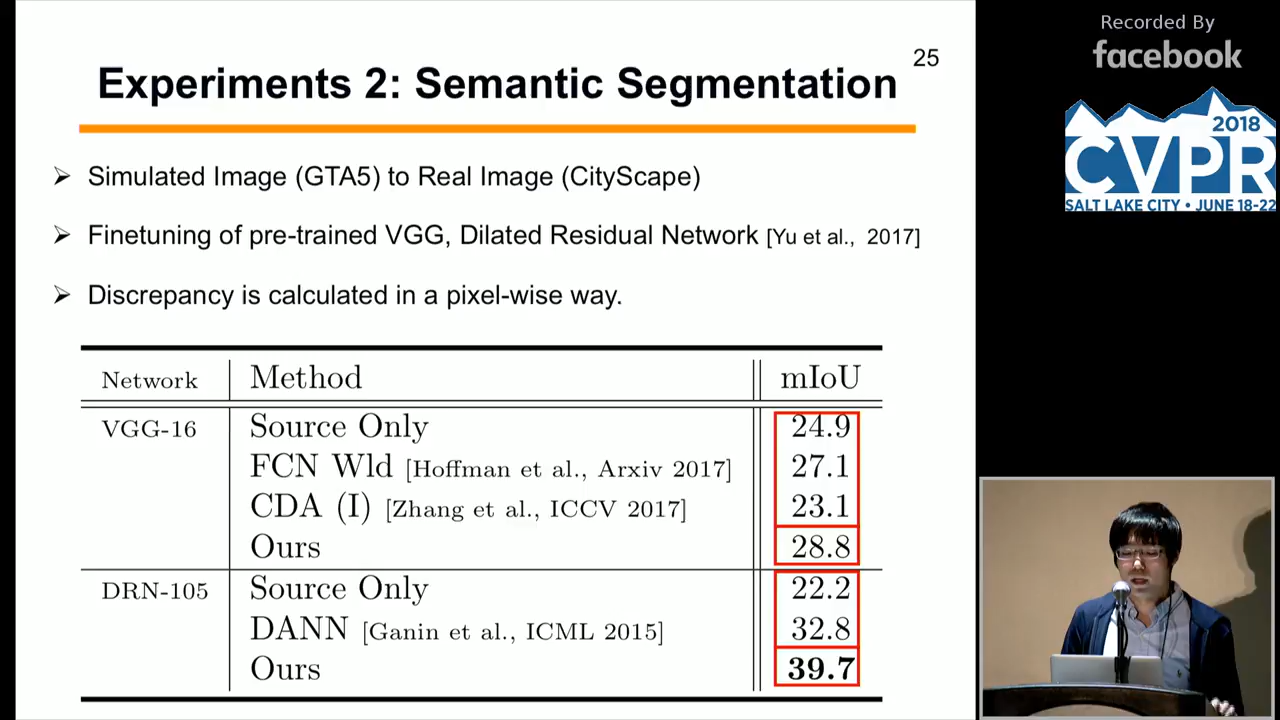 25
Experiments 2: Semantic Segmentation
Simulated Image (GTA5) to Real Image (CityScape)
Finetuning of pre-trained VGG, Dilated Residual Network [Yu et al., 2017]
Discrepancy is calculated in a pixel-wise way.
Network Method mIoU
VGG-16 Source Only 24.9
FCN Wld [Hoffman et al., Arxiv 2017] 27.1
CDA (I) [Zhang et al., ICCV 2017] 23.1
Ours 28.8
DRN-105 Source Only 22.2
DANN [Ganin et al., ICML 2015] 32.8
Ours 39.7
Recorded By
facebook
2018
CVPR
SALT LAKE CITY • JUNE 18-22